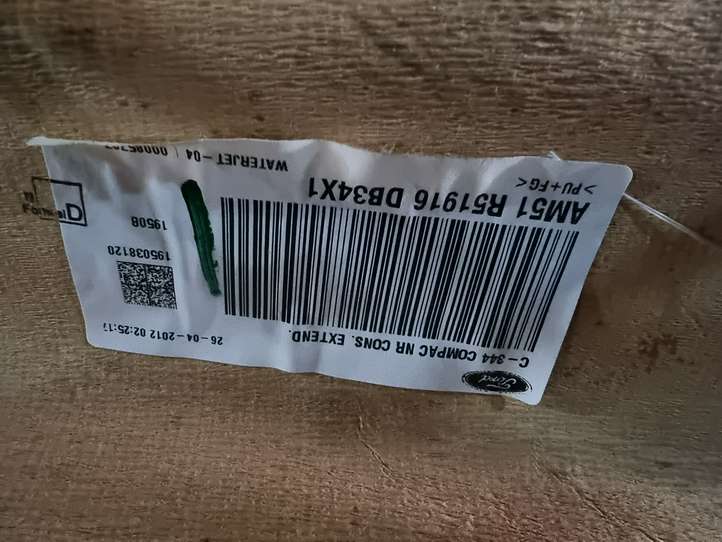 Ford
C-344 COMPAC NR CONS. EXTEND.
26-04-2012 02:25:17
AM51 R51916 DB34X1
>PU+FG<
195038120
19508
WATERJET-04 |
D